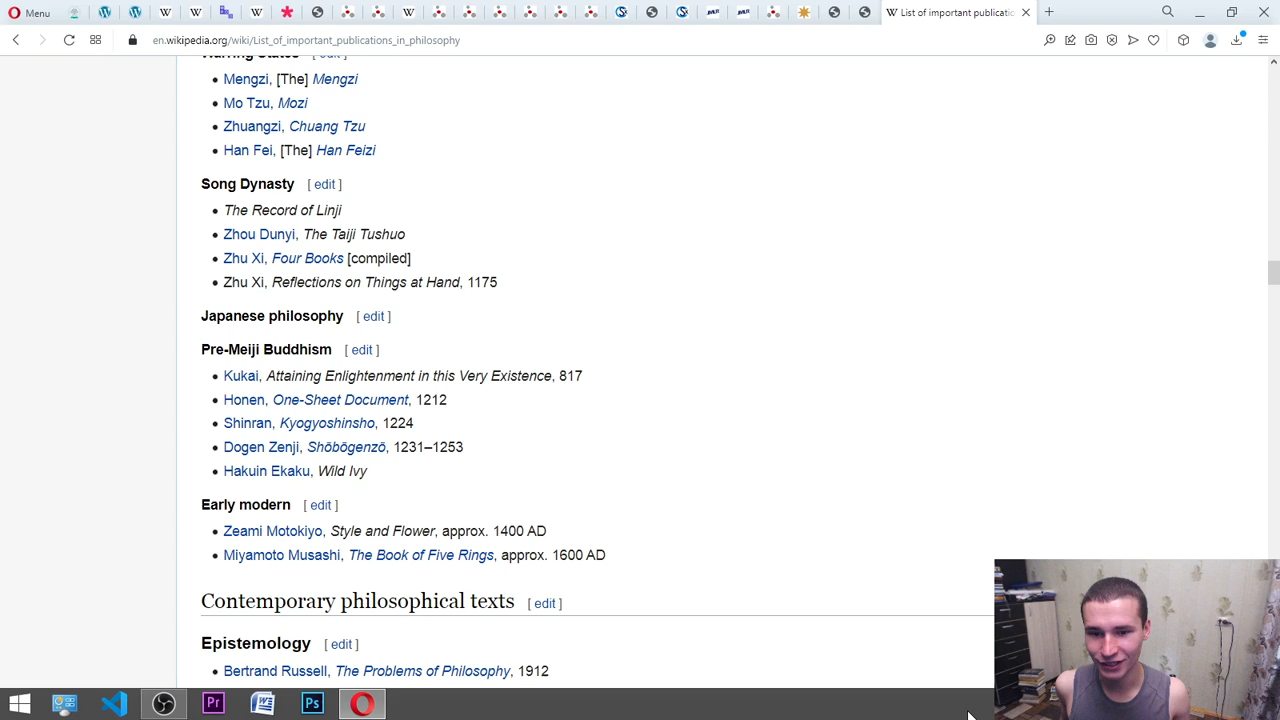 Menu
List of important publicatio
en.wikipedia.org/wiki/List_of_important_publications_in_philosophy
Warring States [ edit ]
Mengzi, [The] Mengzi
Mo Tzu, Mozi
Zhuangzi, Chuang Tzu
Han Fei, [The] Han Feizi
Song Dynasty [ edit ]
The Record of Linji
Zhou Dunyi, The Taiji Tushuo
Zhu Xi, Four Books [compiled]
Zhu Xi, Reflections on Things at Hand, 1175
Japanese philosophy [ edit ]
Pre-Meiji Buddhism [ edit ]
Kukai, Attaining Enlightenment in this Very Existence, 817
Honen, One-Sheet Document, 1212
Shinran, Kyogyoshinsho, 1224
Dogen Zenji, Shōbōgenzō, 1231–1253
Hakuin Ekaku, Wild Ivy
Early modern [ edit ]
Zeami Motokiyo, Style and Flower, approx. 1400 AD
Miyamoto Musashi, The Book of Five Rings, approx. 1600 AD
Contemporary philosophical texts [ edit ]
Epistemology [ edit ]
Bertrand Russell, The Problems of Philosophy, 1912
Pr
W
Ps